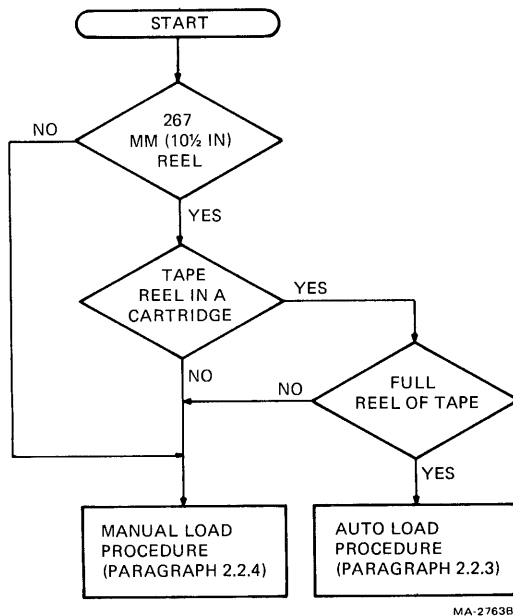 START
267
MM (10½ IN)
REEL
NO
YES
TAPE
REEL IN A
CARTRIDGE
YES
NO
NO
FULL
REEL OF TAPE
YES
MANUAL LOAD
PROCEDURE
(PARAGRAPH 2.2.4)
AUTO LOAD
PROCEDURE
(PARAGRAPH 2.2.3)
MA-2763B